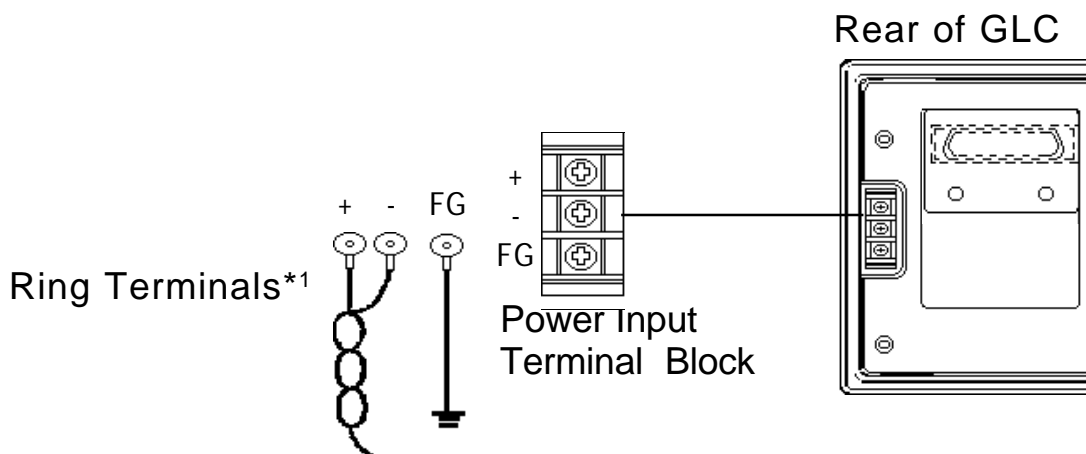 Rear of GLC
+
-
FG
+ - FG
Ring Terminals*1
Power Input
Terminal Block